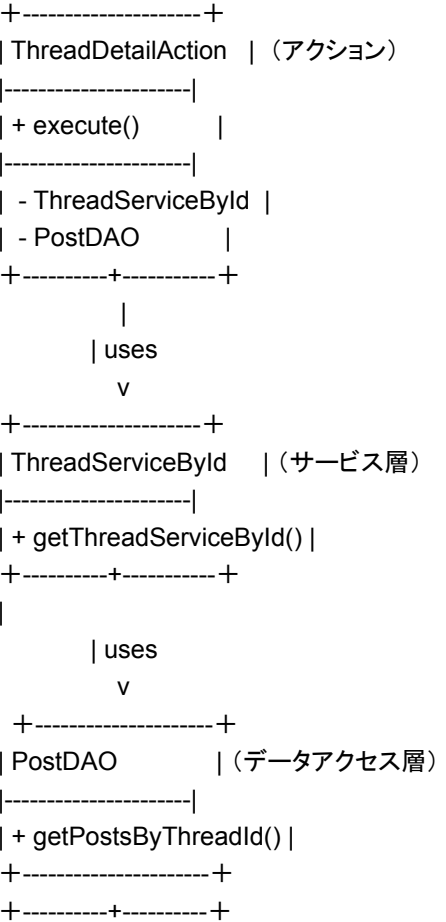 ＋---------------------＋
| ThreadDetailAction   | （アクション）
|----------------------|
| + execute()          |
|----------------------|
|  - ThreadServiceById |
|  - PostDAO           |
＋----------+-----------＋
|
| uses
v
＋---------------------＋
| ThreadServiceById    |（サービス層）
|----------------------|
| + getThreadServiceById() |
＋----------+-----------＋
|
| uses
v
＋---------------------＋
| PostDAO              |（データアクセス層）
|----------------------|
| + getPostsByThreadId() |
＋----------------------＋
＋----------+----------＋